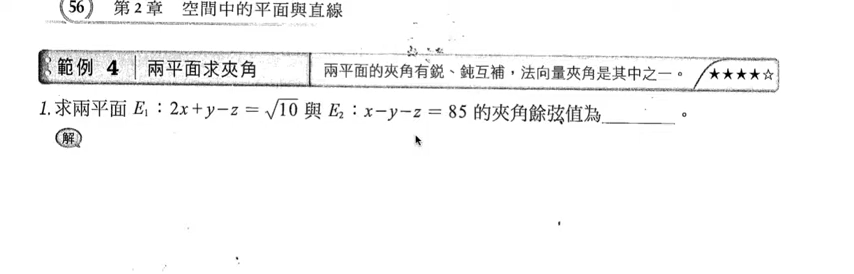 56 第 2 章 空間中的平面與直線
範例 4 兩平面求夾角 兩平面的夾角有銳、鈍互補，法向量夾角是其中之一。 ★★★★☆
1. 求兩平面 E₁：2x+y−z = √10 與 E₂：x−y−z = 85 的夾角餘弦值為______。
解